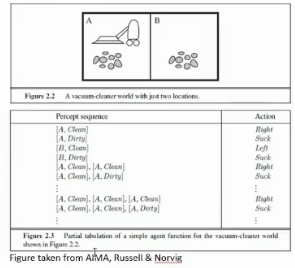 A B
Figure 2.2 A vacuum-cleaner world with just two locations.
Percept sequence Action
[A, Clean] Right
[A, Dirty] Suck
[B, Clean] Left
[B, Dirty] Suck
[A, Clean], [A, Clean] Right
[A, Clean], [A, Dirty] Suck
⋮ ⋮
[A, Clean], [A, Clean], [A, Clean] Right
[A, Clean], [A, Clean], [A, Dirty] Suck
⋮ ⋮
Figure 2.3 Partial tabulation of a simple agent function for the vacuum-cleaner world
shown in Figure 2.2.
Figure taken from AIMA, Russell & Norvig